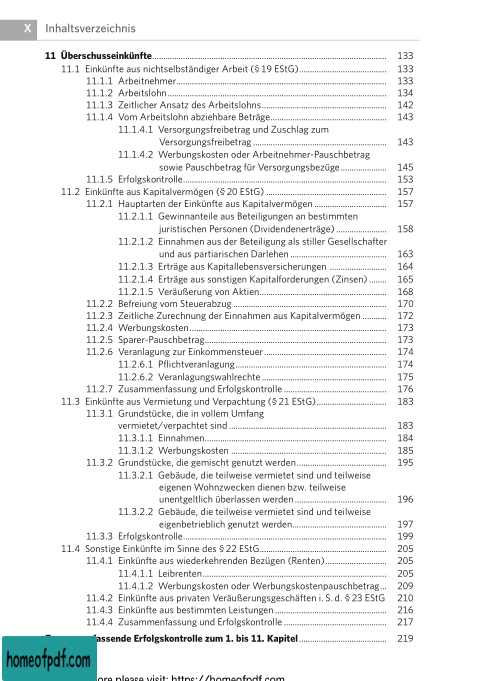 X Inhaltsverzeichnis
11 Überschusseinkünfte 133
11.1 Einkünfte aus nichtselbständiger Arbeit (§ 19 EStG) 133
11.1.1 Arbeitnehmer 133
11.1.2 Arbeitslohn 134
11.1.3 Zeitlicher Ansatz des Arbeitslohns 142
11.1.4 Vom Arbeitslohn abziehbare Beträge 143
11.1.4.1 Versorgungsfreibetrag und Zuschlag zum
Versorgungsfreibetrag 143
11.1.4.2 Werbungskosten oder Arbeitnehmer-Pauschbetrag
sowie Pauschbetrag für Versorgungsbezüge 145
11.1.5 Erfolgskontrolle 153
11.2 Einkünfte aus Kapitalvermögen (§ 20 EStG) 157
11.2.1 Hauptarten der Einkünfte aus Kapitalvermögen 157
11.2.1.1 Gewinnanteile aus Beteiligungen an bestimmten
juristischen Personen (Dividendenerträge) 158
11.2.1.2 Einnahmen aus der Beteiligung als stiller Gesellschafter
und aus partiarischen Darlehen 163
11.2.1.3 Erträge aus Kapitallebensversicherungen 164
11.2.1.4 Erträge aus sonstigen Kapitalforderungen (Zinsen) 165
11.2.1.5 Veräußerung von Aktien 168
11.2.2 Befreiung vom Steuerabzug 170
11.2.3 Zeitliche Zurechnung der Einnahmen aus Kapitalvermögen 172
11.2.4 Werbungskosten 173
11.2.5 Sparer-Pauschbetrag 173
11.2.6 Veranlagung zur Einkommensteuer 174
11.2.6.1 Pflichtveranlagung 174
11.2.6.2 Veranlagungswahlrechte 175
11.2.7 Zusammenfassung und Erfolgskontrolle 176
11.3 Einkünfte aus Vermietung und Verpachtung (§ 21 EStG) 183
11.3.1 Grundstücke, die in vollem Umfang
vermietet/verpachtet sind 183
11.3.1.1 Einnahmen 184
11.3.1.2 Werbungskosten 185
11.3.2 Grundstücke, die gemischt genutzt werden 195
11.3.2.1 Gebäude, die teilweise vermietet sind und teilweise
eigenen Wohnzwecken dienen bzw. teilweise
unentgeltlich überlassen werden 196
11.3.2.2 Gebäude, die teilweise vermietet sind und teilweise
eigenbetrieblich genutzt werden 197
11.3.3 Erfolgskontrolle 199
11.4 Sonstige Einkünfte im Sinne des § 22 EStG 205
11.4.1 Einkünfte aus wiederkehrenden Bezügen (Renten) 205
11.4.1.1 Leibrenten 205
11.4.1.2 Werbungskosten oder Werbungskostenpauschbetrag 209
11.4.2 Einkünfte aus privaten Veräußerungsgeschäften i. S. d. § 23 EStG 210
11.4.3 Einkünfte aus bestimmten Leistungen 216
11.4.4 Zusammenfassung und Erfolgskontrolle 217
fassende Erfolgskontrolle zum 1. bis 11. Kapitel 219
homeofpdf.com
ore please visit: https://homeofpdf.com